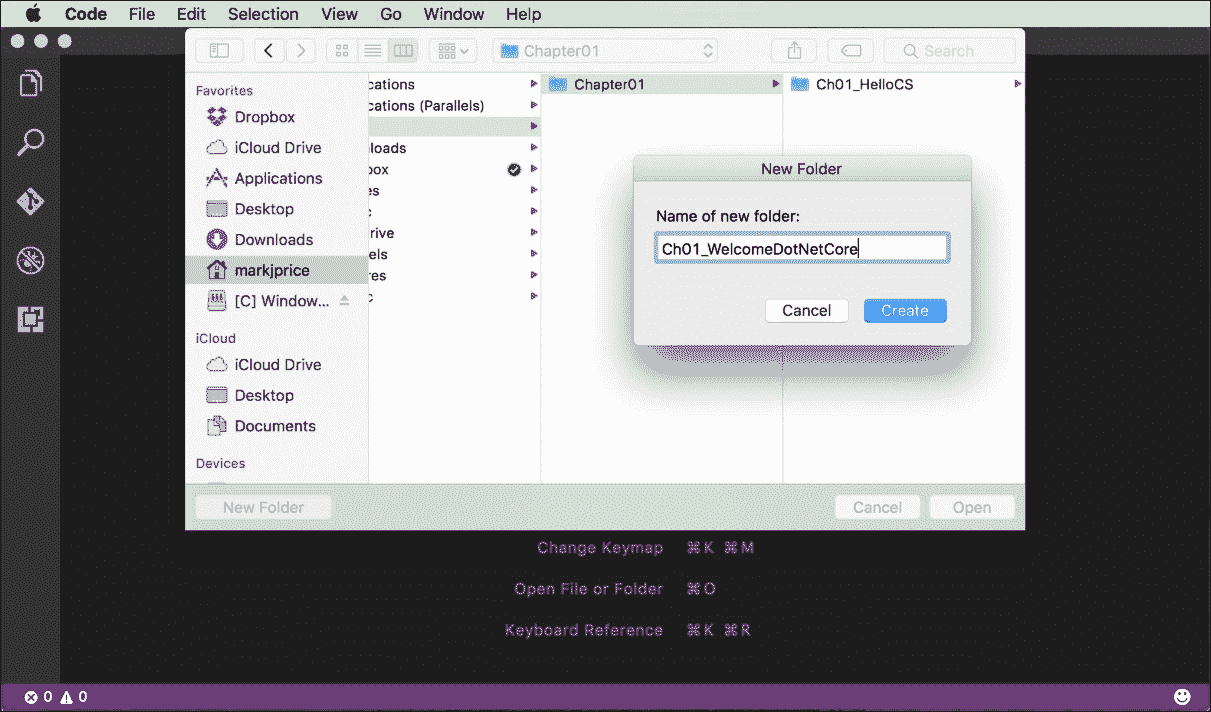 Code File Edit Selection View Go Window Help
Chapter01
Search
Favorites
Dropbox
iCloud Drive
Applications
Desktop
Downloads
markjprice
[C] Window...
iCloud
iCloud Drive
Desktop
Documents
Devices
cations
cations (Parallels)
loads
box
es
c
rive
els
res
c
Chapter01
Ch01_HelloCS
New Folder
Name of new folder:
Ch01_WelcomeDotNetCore
Cancel Create
New Folder Cancel Open
Change Keymap ⌘K ⌘M
Open File or Folder ⌘O
Keyboard Reference ⌘K ⌘R
0 0